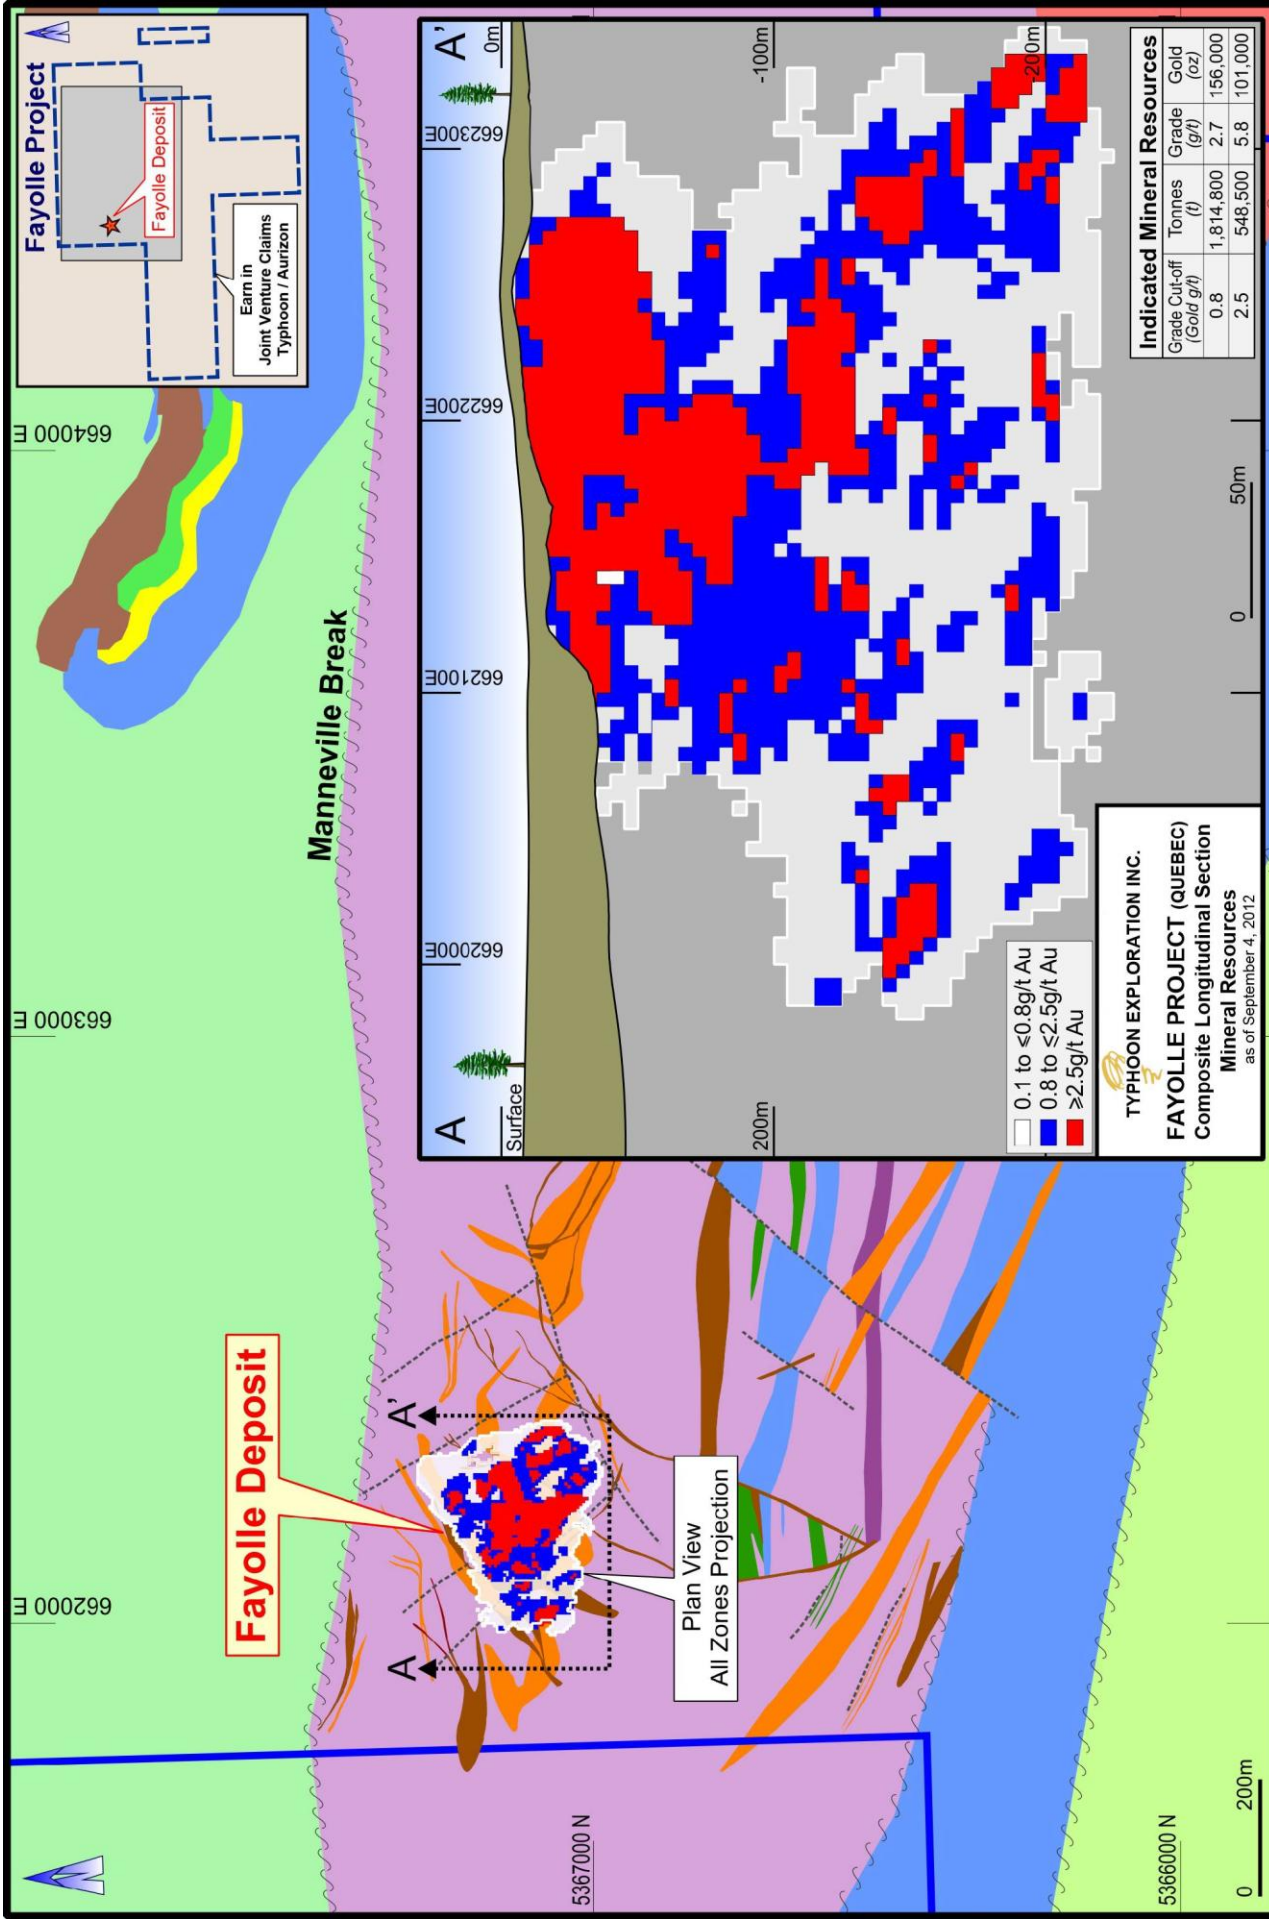 664000 E
663000 E
662000 E
5367000 N
5366000 N
0
200m
Manneville Break
Fayolle Deposit
A
A'
Plan View
All Zones Projection
Fayolle Project
Fayolle Deposit
Earn in
Joint Venture Claims
Typhoon / Aurizon
A
A'
Surface
0m
662000E
662100E
662200E
662300E
-100m
200m
-200m
0.1 to ≤0.8g/t Au
0.8 to ≤2.5g/t Au
≥2.5g/t Au
0
50m
TYPHOON EXPLORATION INC.
FAYOLLE PROJECT (QUEBEC)
Composite Longitudinal Section
Mineral Resources
as of September 4, 2012
Indicated Mineral Resources
Grade Cut-off Tonnes Grade Gold
(Gold g/t) (t) (g/t) (oz)
0.8 1,814,800 2.7 156,000
2.5 548,500 5.8 101,000